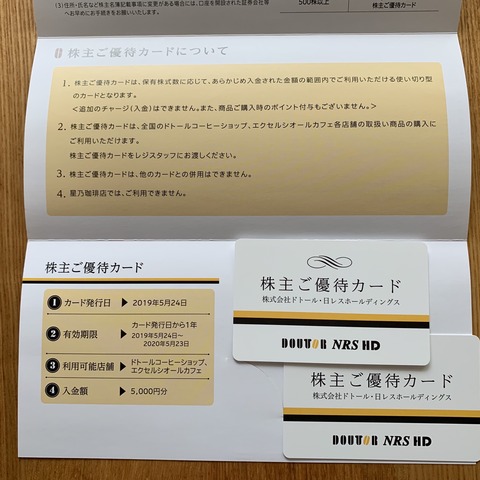 (3)住所・氏名など株主名簿記載事項に変更がある場合には、口座を開設された証券会社等
へお早めにお手続きをお願いいたします。
500株以上
株主ご優待カード
株主ご優待カードについて
1. 株主ご優待カードは、保有株式数に応じて、あらかじめ入金された金額の範囲内でご利用いただける使い切り型
のカードとなります。
<追加のチャージ(入金)はできません。また、商品ご購入時のポイント付与もございません。>
2. 株主ご優待カードは、全国のドトールコーヒーショップ、エクセルシオールカフェ各店舗の取扱い商品の購入に
ご利用いただけます。
株主ご優待カードをレジスタッフにお渡しください。
3. 株主ご優待カードは、他のカードとの併用はできません。
4. 星乃珈琲店では、ご利用できません。
株主ご優待カード
1 カード発行日 ▶ 2019年5月24日
2 有効期限 ▶ カード発行日から1年
2019年5月24日～
2020年5月23日
3 利用可能店舗 ▶ ドトールコーヒーショップ、
エクセルシオールカフェ
4 入金額 ▶ 5,000円分
株主ご優待カード
株式会社ドトール・日レスホールディングス
DOUTOR NRS HD
株主ご優待カード
株式会社ドトール・日レスホールディングス
DOUTOR NRS HD